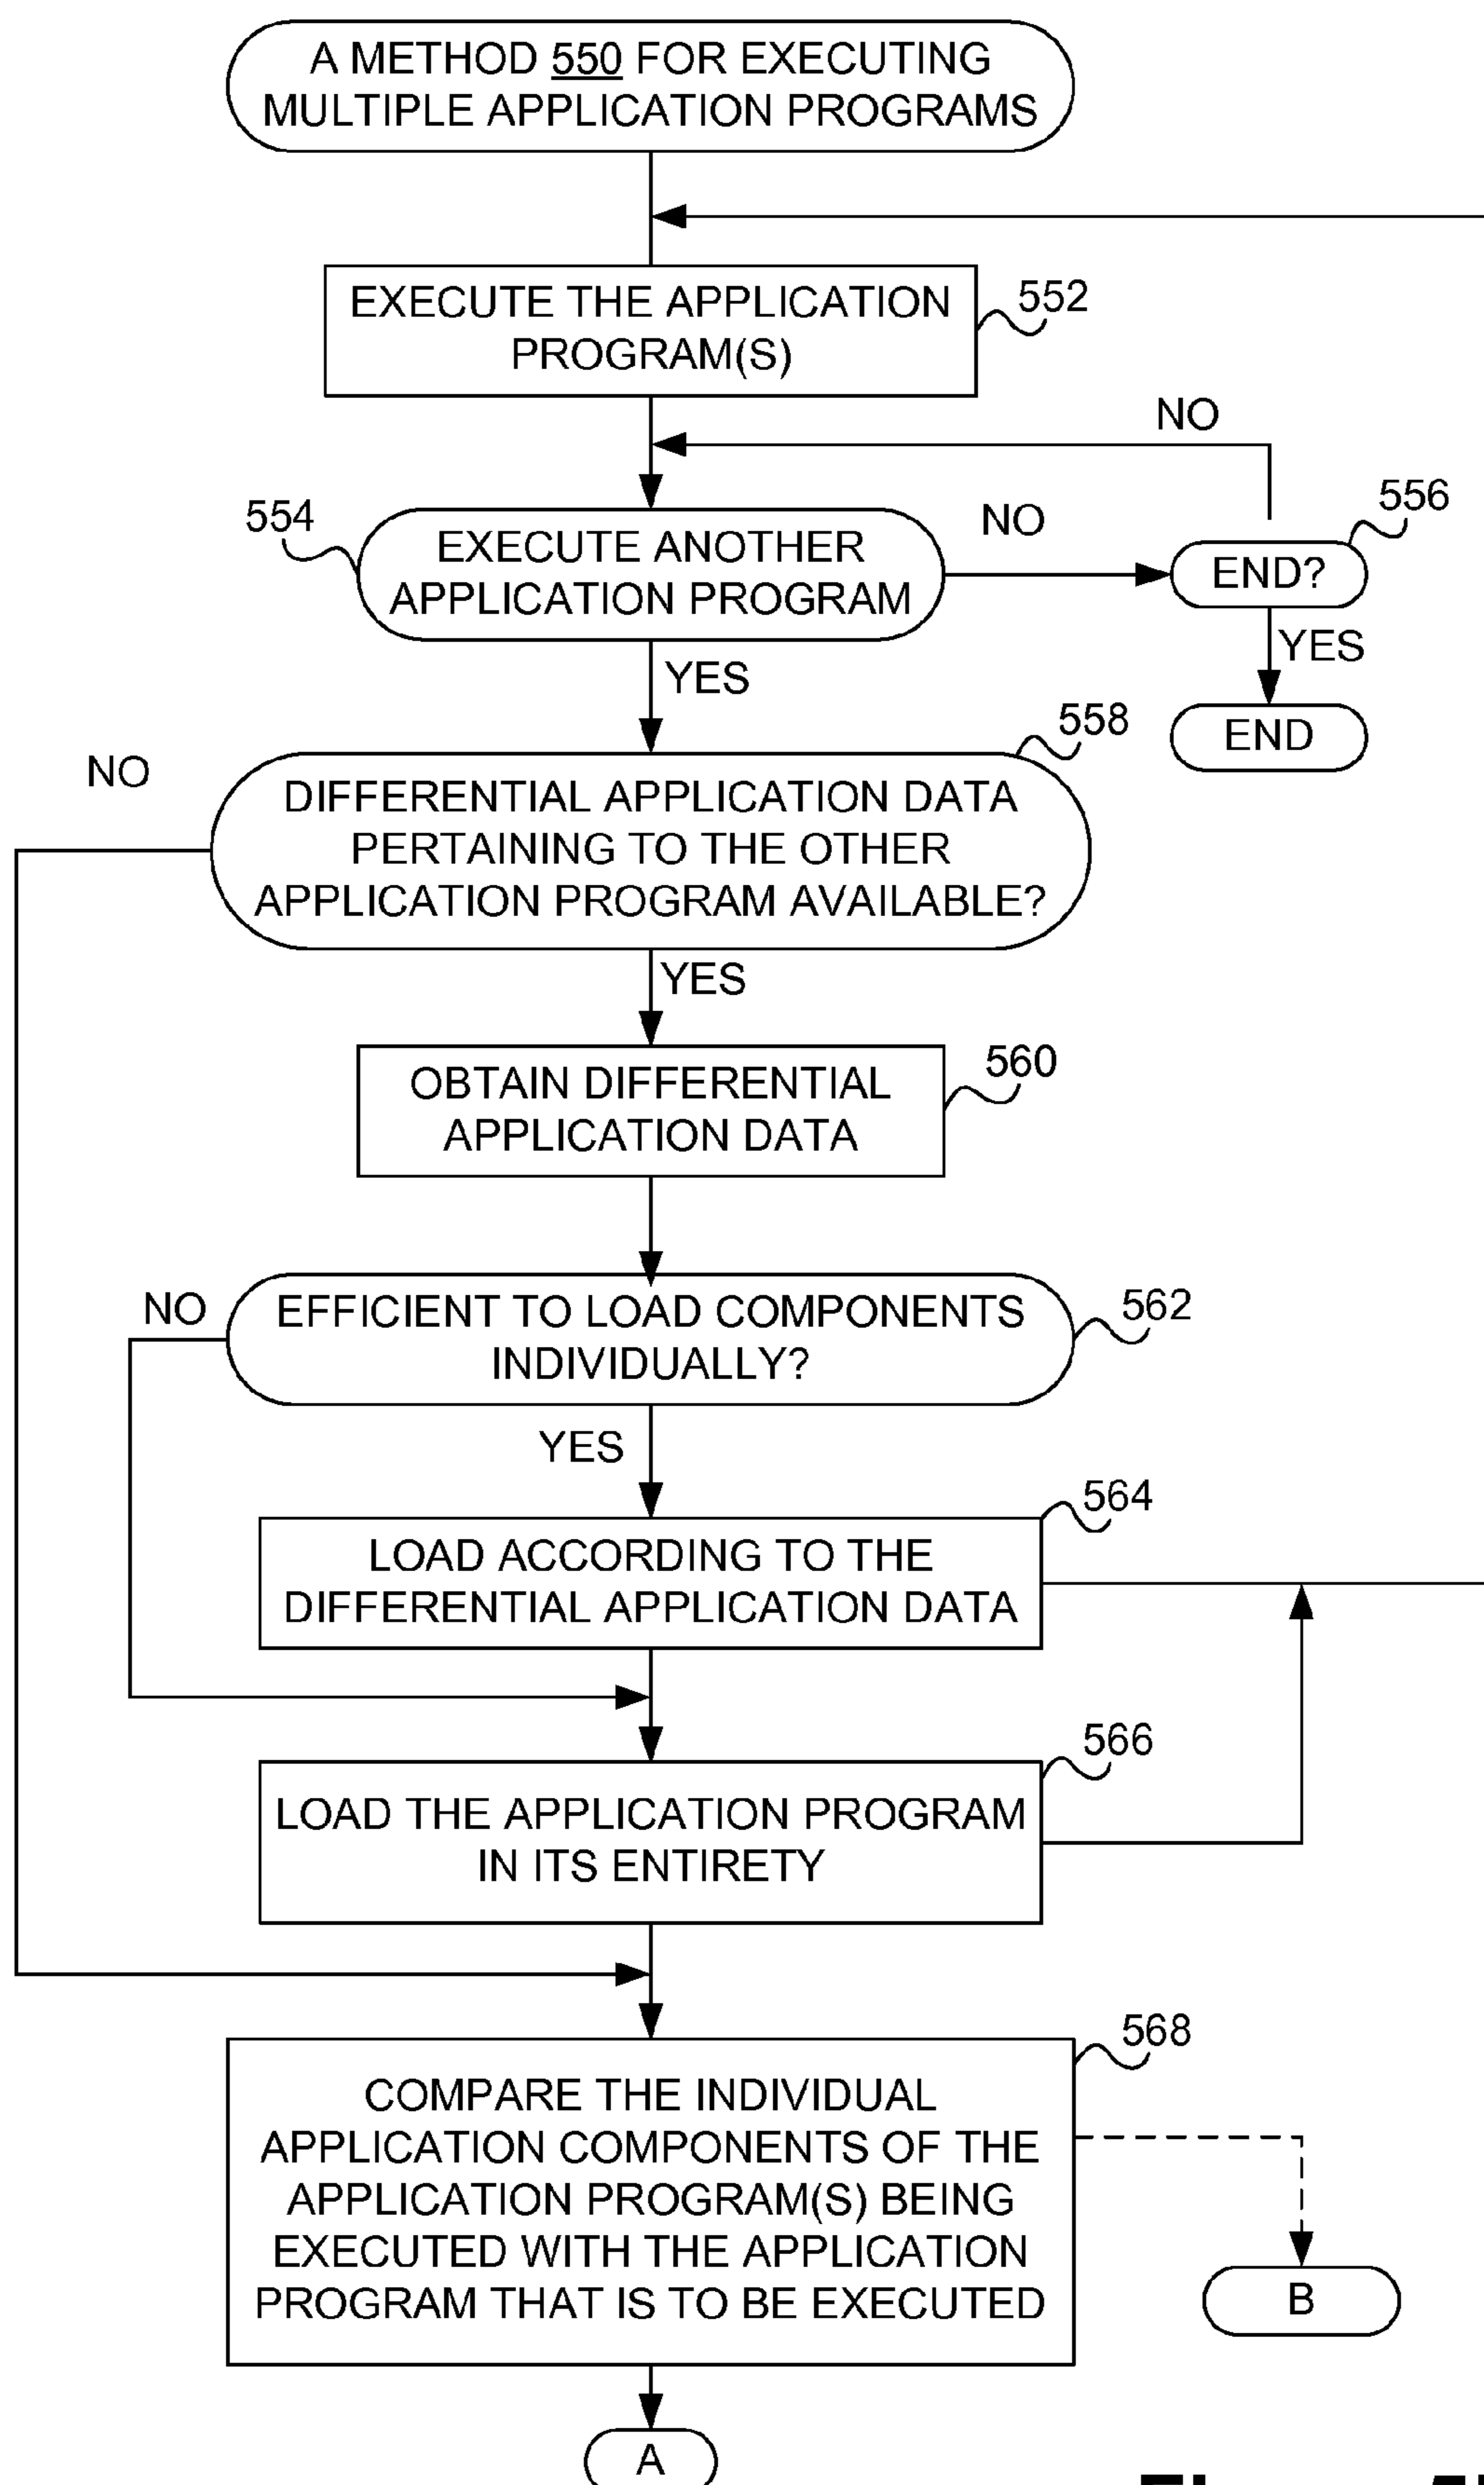 A METHOD 550 FOR EXECUTING
MULTIPLE APPLICATION PROGRAMS
EXECUTE THE APPLICATION
PROGRAM(S)
552
NO
554
EXECUTE ANOTHER
APPLICATION PROGRAM
NO
556
END?
YES
YES
END
558
NO
DIFFERENTIAL APPLICATION DATA
PERTAINING TO THE OTHER
APPLICATION PROGRAM AVAILABLE?
YES
560
OBTAIN DIFFERENTIAL
APPLICATION DATA
NO
EFFICIENT TO LOAD COMPONENTS
INDIVIDUALLY?
562
YES
564
LOAD ACCORDING TO THE
DIFFERENTIAL APPLICATION DATA
566
LOAD THE APPLICATION PROGRAM
IN ITS ENTIRETY
568
COMPARE THE INDIVIDUAL
APPLICATION COMPONENTS OF THE
APPLICATION PROGRAM(S) BEING
EXECUTED WITH THE APPLICATION
PROGRAM THAT IS TO BE EXECUTED
B
A